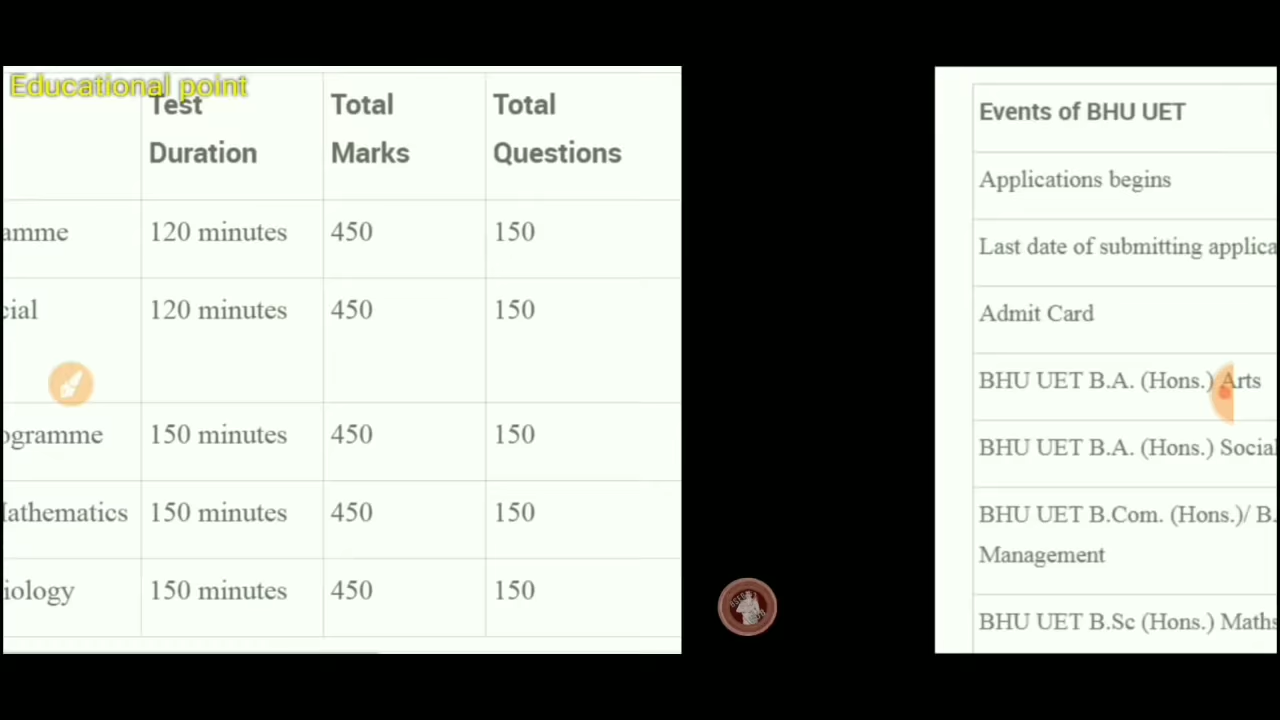 Educational point
Test Duration Total Marks Total Questions
amme 120 minutes 450 150
cial 120 minutes 450 150
ogramme 150 minutes 450 150
Mathematics 150 minutes 450 150
iology 150 minutes 450 150
Events of BHU UET
Applications begins
Last date of submitting applica
Admit Card
BHU UET B.A. (Hons.) Arts
BHU UET B.A. (Hons.) Social
BHU UET B.Com. (Hons.)/ B.
Management
BHU UET B.Sc (Hons.) Maths